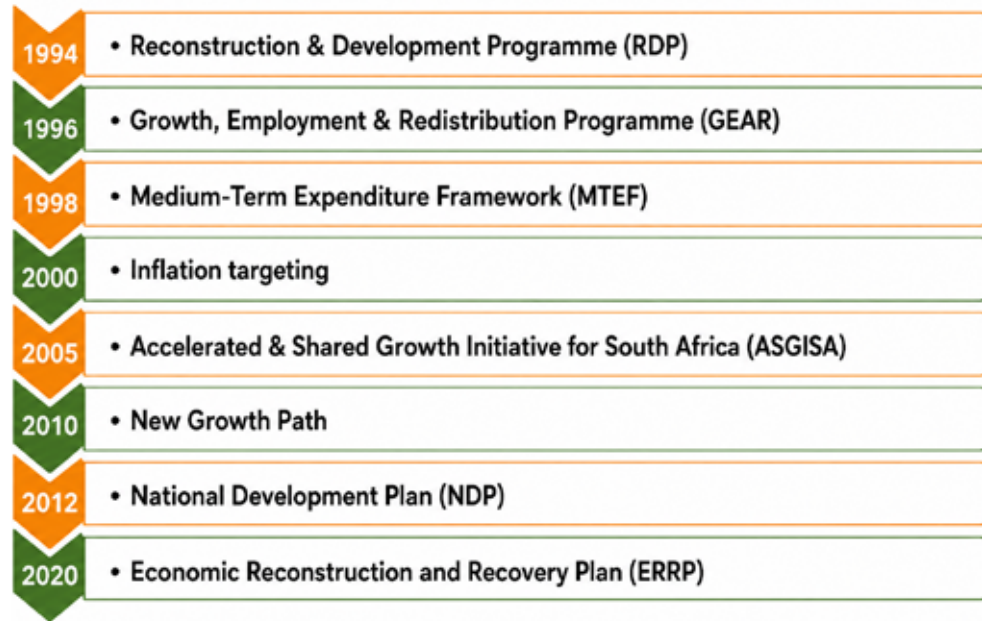 1994 • Reconstruction & Development Programme (RDP)
1996 • Growth, Employment & Redistribution Programme (GEAR)
1998 • Medium-Term Expenditure Framework (MTEF)
2000 • Inflation targeting
2005 • Accelerated & Shared Growth Initiative for South Africa (ASGISA)
2010 • New Growth Path
2012 • National Development Plan (NDP)
2020 • Economic Reconstruction and Recovery Plan (ERRP)